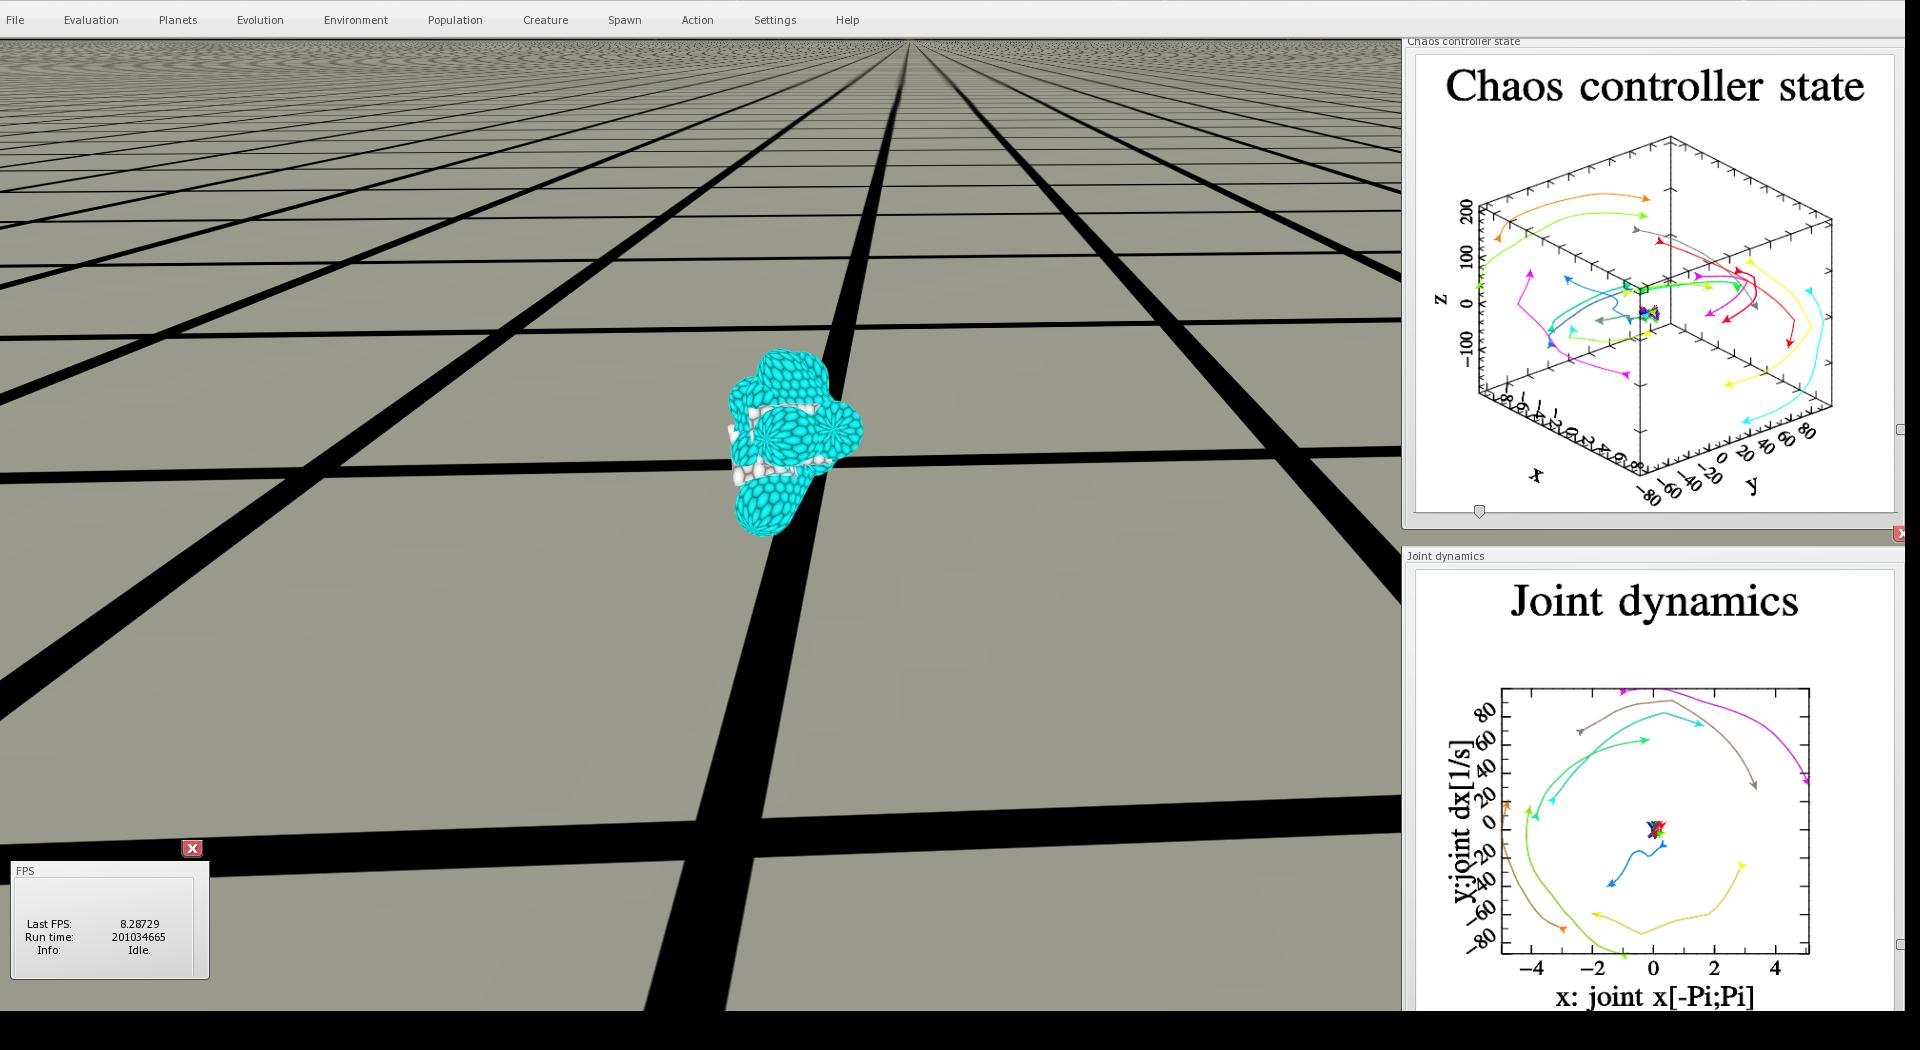 File Evaluation Planets Evolution Environment Population Creature Spawn Action Settings Help
Chaos controller state
Chaos controller state
200
100
0
−100
z
x
−80 −60 −40 −20 0 20 40 60 80
y
Joint dynamics
Joint dynamics
80
60
40
20
0
−20
−40
−60
−80
y:joint dx[1/s]
−4 −2 0 2 4
x: joint x[-Pi;Pi]
FPS
Last FPS: 8.28729
Run time: 201034665
Info: Idle.